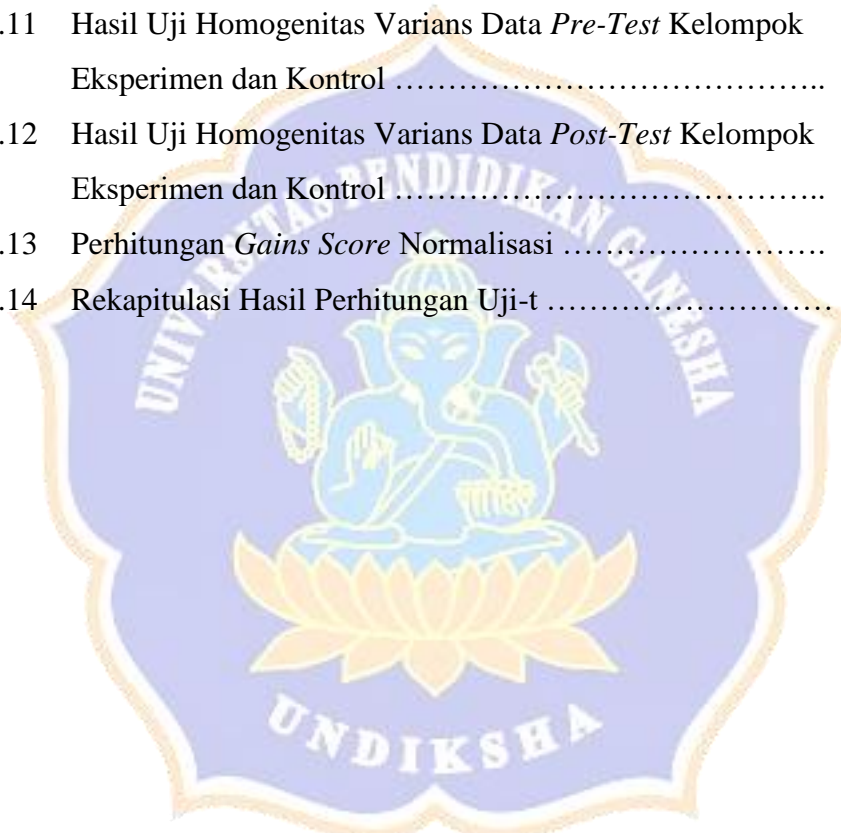 .11 Hasil Uji Homogenitas Varians Data Pre-Test Kelompok
Eksperimen dan Kontrol …………………………………..
.12 Hasil Uji Homogenitas Varians Data Post-Test Kelompok
Eksperimen dan Kontrol …………………………………..
.13 Perhitungan Gains Score Normalisasi …………………….
.14 Rekapitulasi Hasil Perhitungan Uji-t ………………………
UNIVERSITAS PENDIDIKAN GANESHA
UNDIKSHA